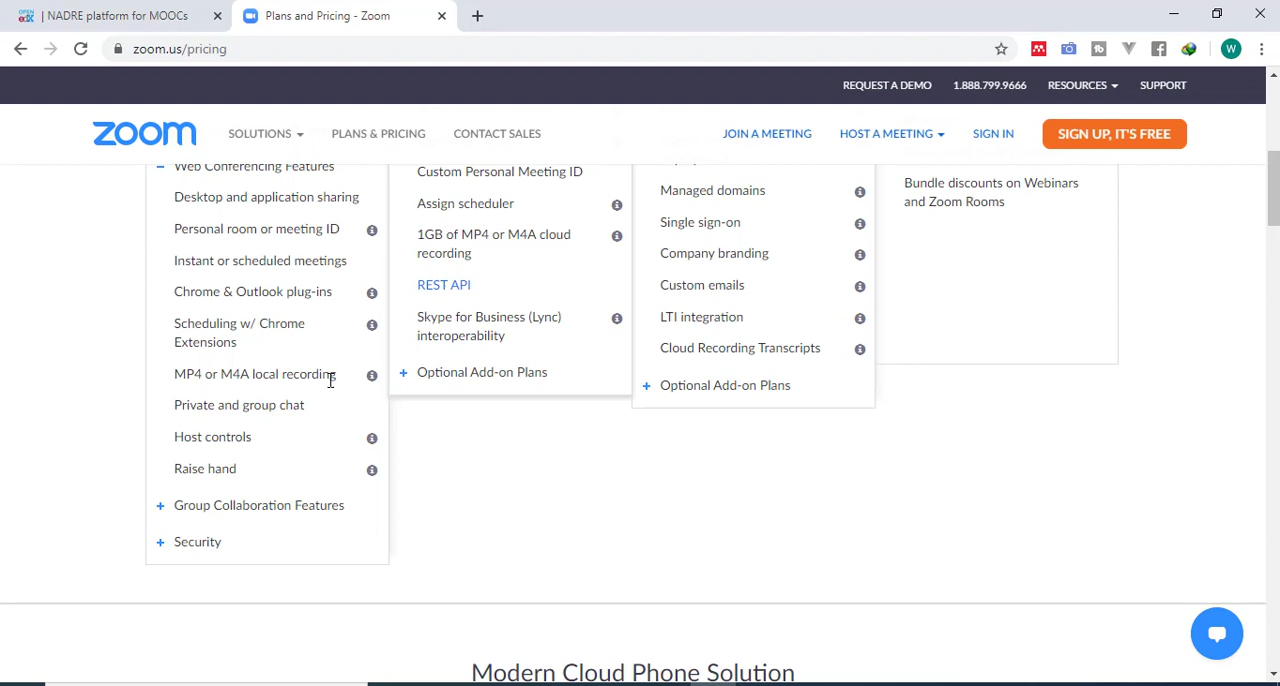 | NADRE platform for MOOCs
Plans and Pricing - Zoom
zoom.us/pricing
W
REQUEST A DEMO
1.888.799.9666
RESOURCES
SUPPORT
zoom
SOLUTIONS
PLANS & PRICING
CONTACT SALES
JOIN A MEETING
HOST A MEETING
SIGN IN
SIGN UP, IT'S FREE
Web Conferencing Features
Desktop and application sharing
Personal room or meeting ID
Instant or scheduled meetings
Chrome & Outlook plug-ins
Scheduling w/ Chrome
Extensions
MP4 or M4A local recording
Private and group chat
Host controls
Raise hand
+ Group Collaboration Features
+ Security
Custom Personal Meeting ID
Assign scheduler
1GB of MP4 or M4A cloud
recording
REST API
Skype for Business (Lync)
interoperability
+ Optional Add-on Plans
Managed domains
Single sign-on
Company branding
Custom emails
LTI integration
Cloud Recording Transcripts
+ Optional Add-on Plans
Bundle discounts on Webinars
and Zoom Rooms
Modern Cloud Phone Solution